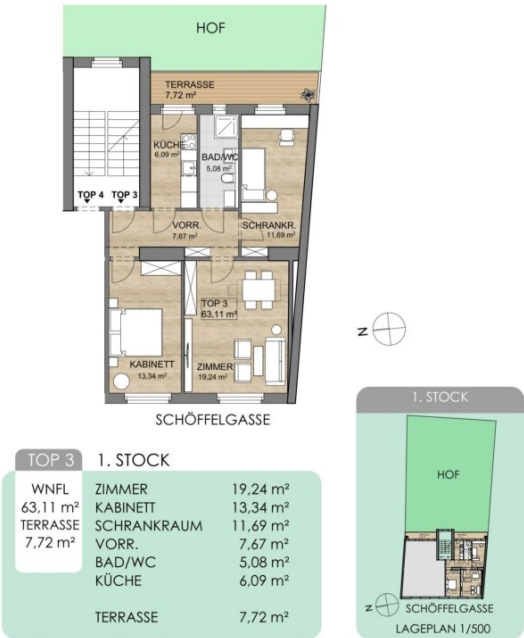 HOF
TERRASSE
7,72 m²
KÜCHE
6,09 m²
BAD/WC
5,08 m²
TOP 4 TOP 3
VORR.
7,67 m²
SCHRANKR.
11,69 m²
TOP 3
63,11 m²
KABINETT
13,34 m²
ZIMMER
19,24 m²
SCHÖFFELGASSE
N
TOP 3 1. STOCK
WNFL
63,11 m²
TERRASSE
7,72 m²
ZIMMER 19,24 m²
KABINETT 13,34 m²
SCHRANKRAUM 11,69 m²
VORR. 7,67 m²
BAD/WC 5,08 m²
KÜCHE 6,09 m²
TERRASSE 7,72 m²
1. STOCK
HOF
N
SCHÖFFELGASSE
LAGEPLAN 1/500